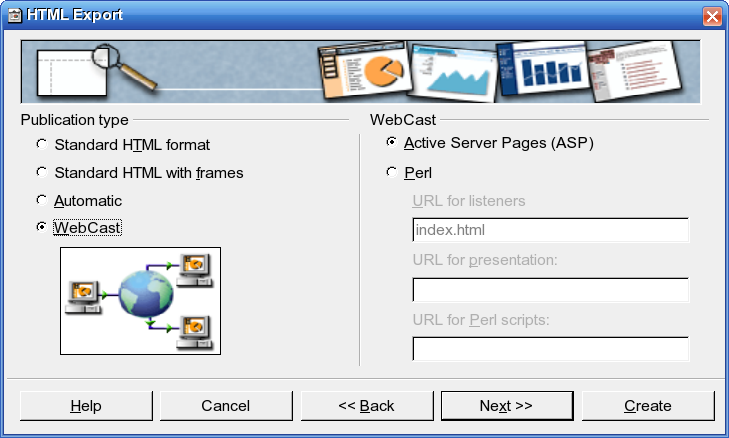 HTML Export
Publication type
Standard HTML format
Standard HTML with frames
Automatic
WebCast
WebCast
Active Server Pages (ASP)
Perl
URL for listeners
index.html
URL for presentation:
URL for Perl scripts:
Help
Cancel
<< Back
Next >>
Create